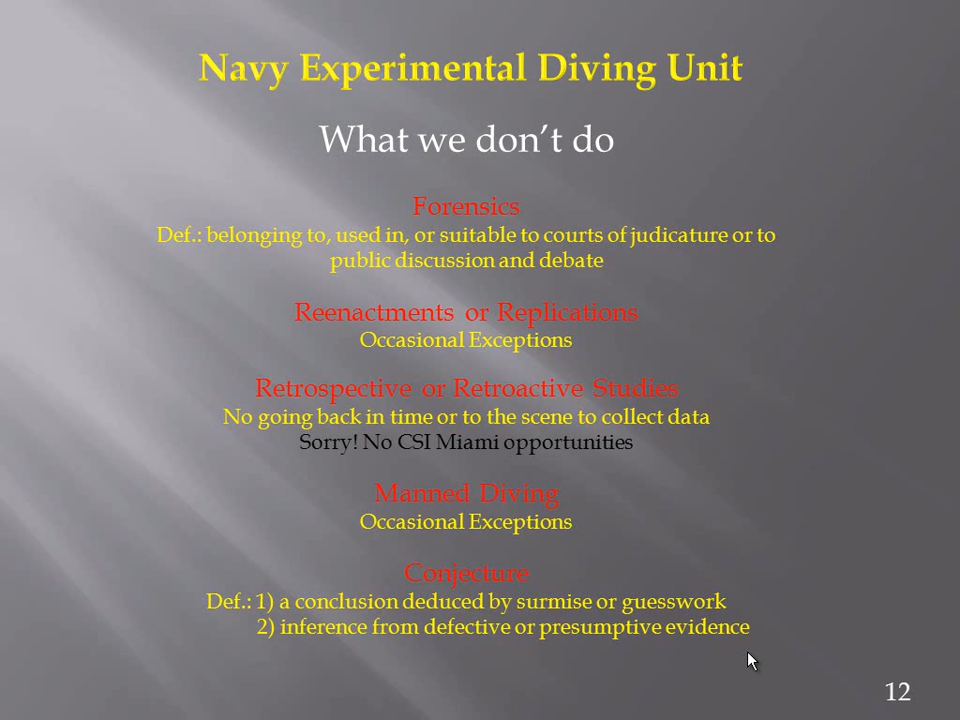 Navy Experimental Diving Unit
What we don’t do
Forensics
Def.: belonging to, used in, or suitable to courts of judicature or to
public discussion and debate
Reenactments or Replications
Occasional Exceptions
Retrospective or Retroactive Studies
No going back in time or to the scene to collect data
Sorry! No CSI Miami opportunities
Manned Diving
Occasional Exceptions
Conjecture
Def.: 1) a conclusion deduced by surmise or guesswork
2) inference from defective or presumptive evidence
12